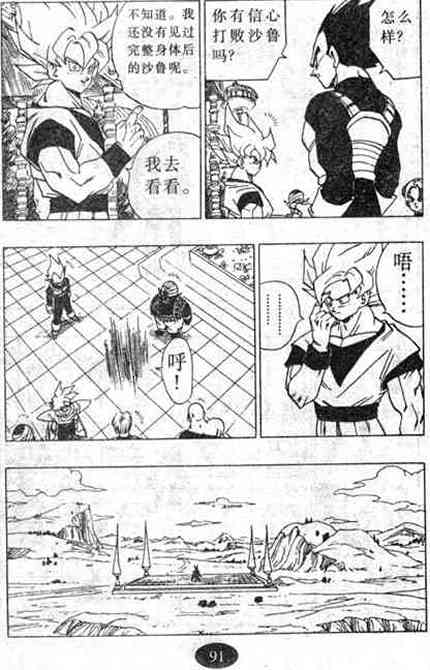 怎么
样？
你有信心
打败沙鲁
吗？
不知道。我
还没有见过
完整身体后
的沙鲁呢。
我去
看看。
唔……
………
呼！
91